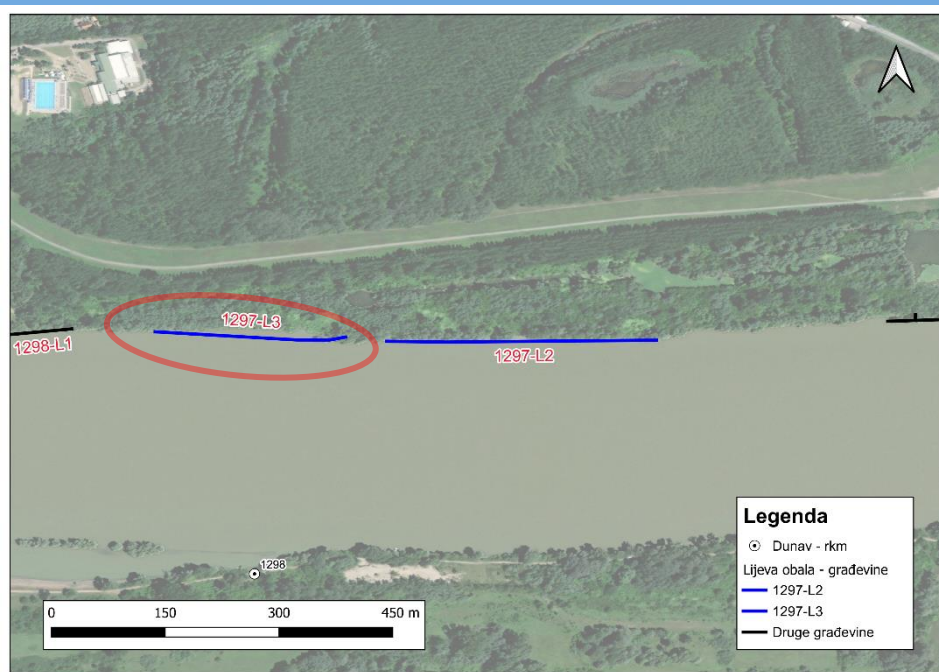 1297-L3
1298-L1
1297-L2
1298
0 150 300 450 m
Legenda
Dunav - rkm
Lijeva obala - građevine
1297-L2
1297-L3
Druge građevine